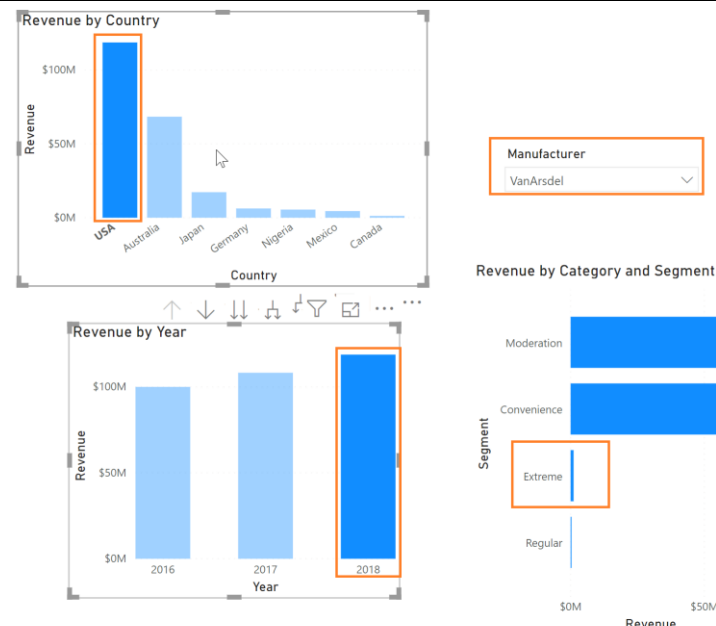 Revenue by Country
Revenue
$100M
$50M
$0M
USA
Australia
Japan
Germany
Nigeria
Mexico
Canada
Country
Manufacturer
VanArsdel
Revenue by Year
Revenue
$100M
$50M
$0M
2016
2017
2018
Year
Revenue by Category and Segment
Segment
Moderation
Convenience
Extreme
Regular
$0M
$50M
Revenue